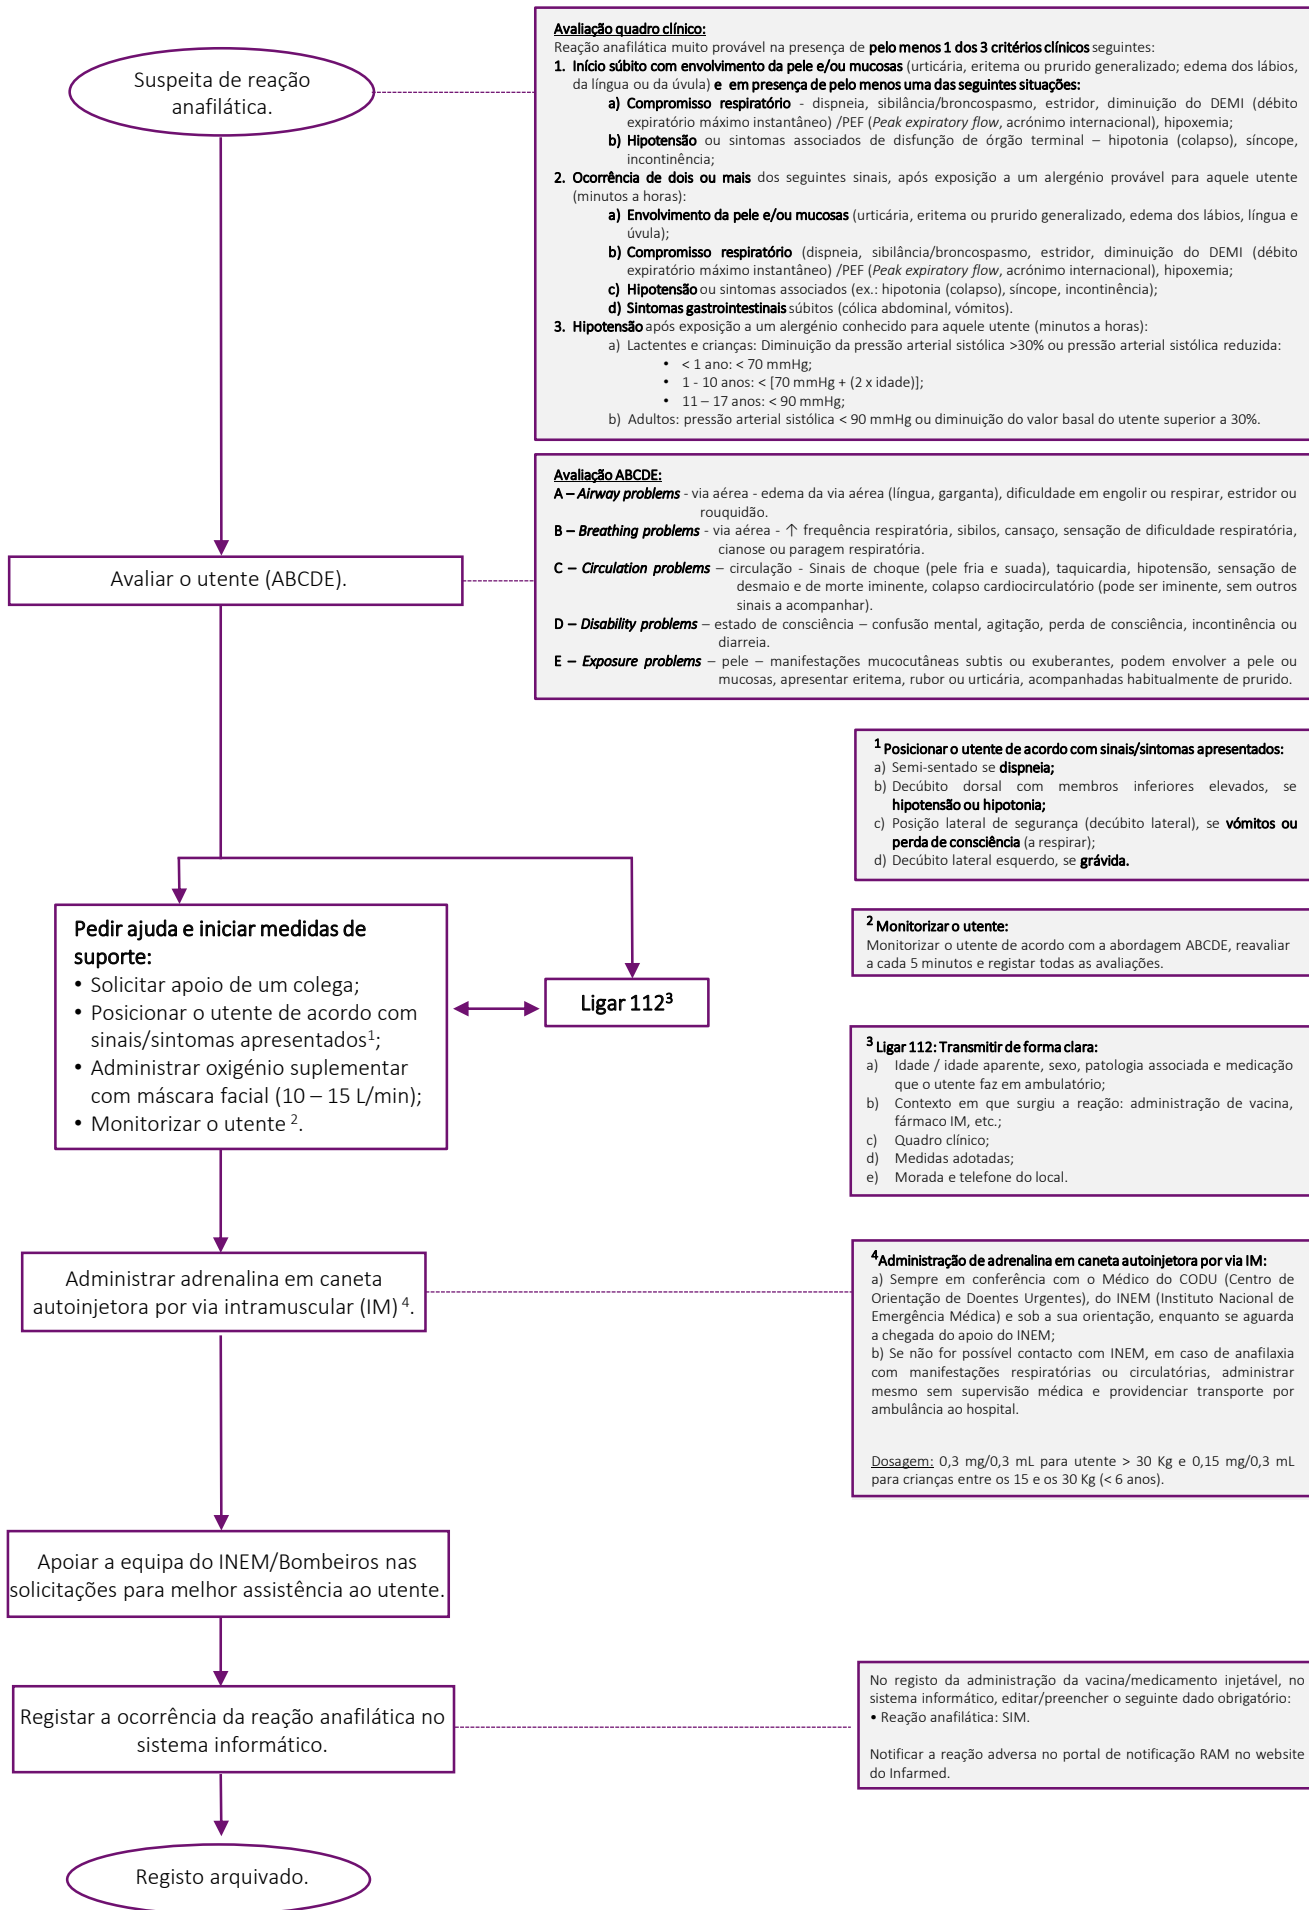 Suspeita de reação
anafilática.
Avaliação quadro clínico:
Reação anafilática muito provável na presença de pelo menos 1 dos 3 critérios clínicos seguintes:
1. Início súbito com envolvimento da pele e/ou mucosas (urticária, eritema ou prurido generalizado; edema dos lábios,
da língua ou da úvula) e em presença de pelo menos uma das seguintes situações:
a) Compromisso respiratório - dispneia, sibilância/broncospasmo, estridor, diminuição do DEMI (débito
expiratório máximo instantâneo) /PEF (Peak expiratory flow, acrónimo internacional), hipoxemia;
b) Hipotensão ou sintomas associados de disfunção de órgão terminal – hipotonia (colapso), síncope,
incontinência;
2. Ocorrência de dois ou mais dos seguintes sinais, após exposição a um alergénio provável para aquele utente
(minutos a horas):
a) Envolvimento da pele e/ou mucosas (urticária, eritema ou prurido generalizado, edema dos lábios, língua e
úvula);
b) Compromisso respiratório (dispneia, sibilância/broncospasmo, estridor, diminuição do DEMI (débito
expiratório máximo instantâneo) /PEF (Peak expiratory flow, acrónimo internacional), hipoxemia;
c) Hipotensão ou sintomas associados (ex.: hipotonia (colapso), síncope, incontinência);
d) Sintomas gastrointestinais súbitos (cólica abdominal, vómitos).
3. Hipotensão após exposição a um alergénio conhecido para aquele utente (minutos a horas):
a) Lactentes e crianças: Diminuição da pressão arterial sistólica >30% ou pressão arterial sistólica reduzida:
• < 1 ano: < 70 mmHg;
• 1 - 10 anos: < [70 mmHg + (2 x idade)];
• 11 – 17 anos: < 90 mmHg;
b) Adultos: pressão arterial sistólica < 90 mmHg ou diminuição do valor basal do utente superior a 30%.
Avaliar o utente (ABCDE).
Avaliação ABCDE:
A – Airway problems - via aérea - edema da via aérea (língua, garganta), dificuldade em engolir ou respirar, estridor ou
rouquidão.
B – Breathing problems - via aérea - ↑ frequência respiratória, sibilos, cansaço, sensação de dificuldade respiratória,
cianose ou paragem respiratória.
C – Circulation problems – circulação - Sinais de choque (pele fria e suada), taquicardia, hipotensão, sensação de
desmaio e de morte iminente, colapso cardiocirculatório (pode ser iminente, sem outros
sinais a acompanhar).
D – Disability problems – estado de consciência – confusão mental, agitação, perda de consciência, incontinência ou
diarreia.
E – Exposure problems – pele – manifestações mucocutâneas subtis ou exuberantes, podem envolver a pele ou
mucosas, apresentar eritema, rubor ou urticária, acompanhadas habitualmente de prurido.
1 Posicionar o utente de acordo com sinais/sintomas apresentados:
a) Semi-sentado se dispneia;
b) Decúbito dorsal com membros inferiores elevados, se
hipotensão ou hipotonia;
c) Posição lateral de segurança (decúbito lateral), se vómitos ou
perda de consciência (a respirar);
d) Decúbito lateral esquerdo, se grávida.
Pedir ajuda e iniciar medidas de
suporte:
• Solicitar apoio de um colega;
• Posicionar o utente de acordo com
sinais/sintomas apresentados1;
• Administrar oxigénio suplementar
com máscara facial (10 – 15 L/min);
• Monitorizar o utente 2.
Ligar 1123
2 Monitorizar o utente:
Monitorizar o utente de acordo com a abordagem ABCDE, reavaliar
a cada 5 minutos e registar todas as avaliações.
3 Ligar 112: Transmitir de forma clara:
a) Idade / idade aparente, sexo, patologia associada e medicação
que o utente faz em ambulatório;
b) Contexto em que surgiu a reação: administração de vacina,
fármaco IM, etc.;
c) Quadro clínico;
d) Medidas adotadas;
e) Morada e telefone do local.
Administrar adrenalina em caneta
autoinjetora por via intramuscular (IM) 4.
4Administração de adrenalina em caneta autoinjetora por via IM:
a) Sempre em conferência com o Médico do CODU (Centro de
Orientação de Doentes Urgentes), do INEM (Instituto Nacional de
Emergência Médica) e sob a sua orientação, enquanto se aguarda
a chegada do apoio do INEM;
b) Se não for possível contacto com INEM, em caso de anafilaxia
com manifestações respiratórias ou circulatórias, administrar
mesmo sem supervisão médica e providenciar transporte por
ambulância ao hospital.
Dosagem: 0,3 mg/0,3 mL para utente > 30 Kg e 0,15 mg/0,3 mL
para crianças entre os 15 e os 30 Kg (< 6 anos).
Apoiar a equipa do INEM/Bombeiros nas
solicitações para melhor assistência ao utente.
Registar a ocorrência da reação anafilática no
sistema informático.
No registo da administração da vacina/medicamento injetável, no
sistema informático, editar/preencher o seguinte dado obrigatório:
• Reação anafilática: SIM.
Notificar a reação adversa no portal de notificação RAM no website
do Infarmed.
Registo arquivado.